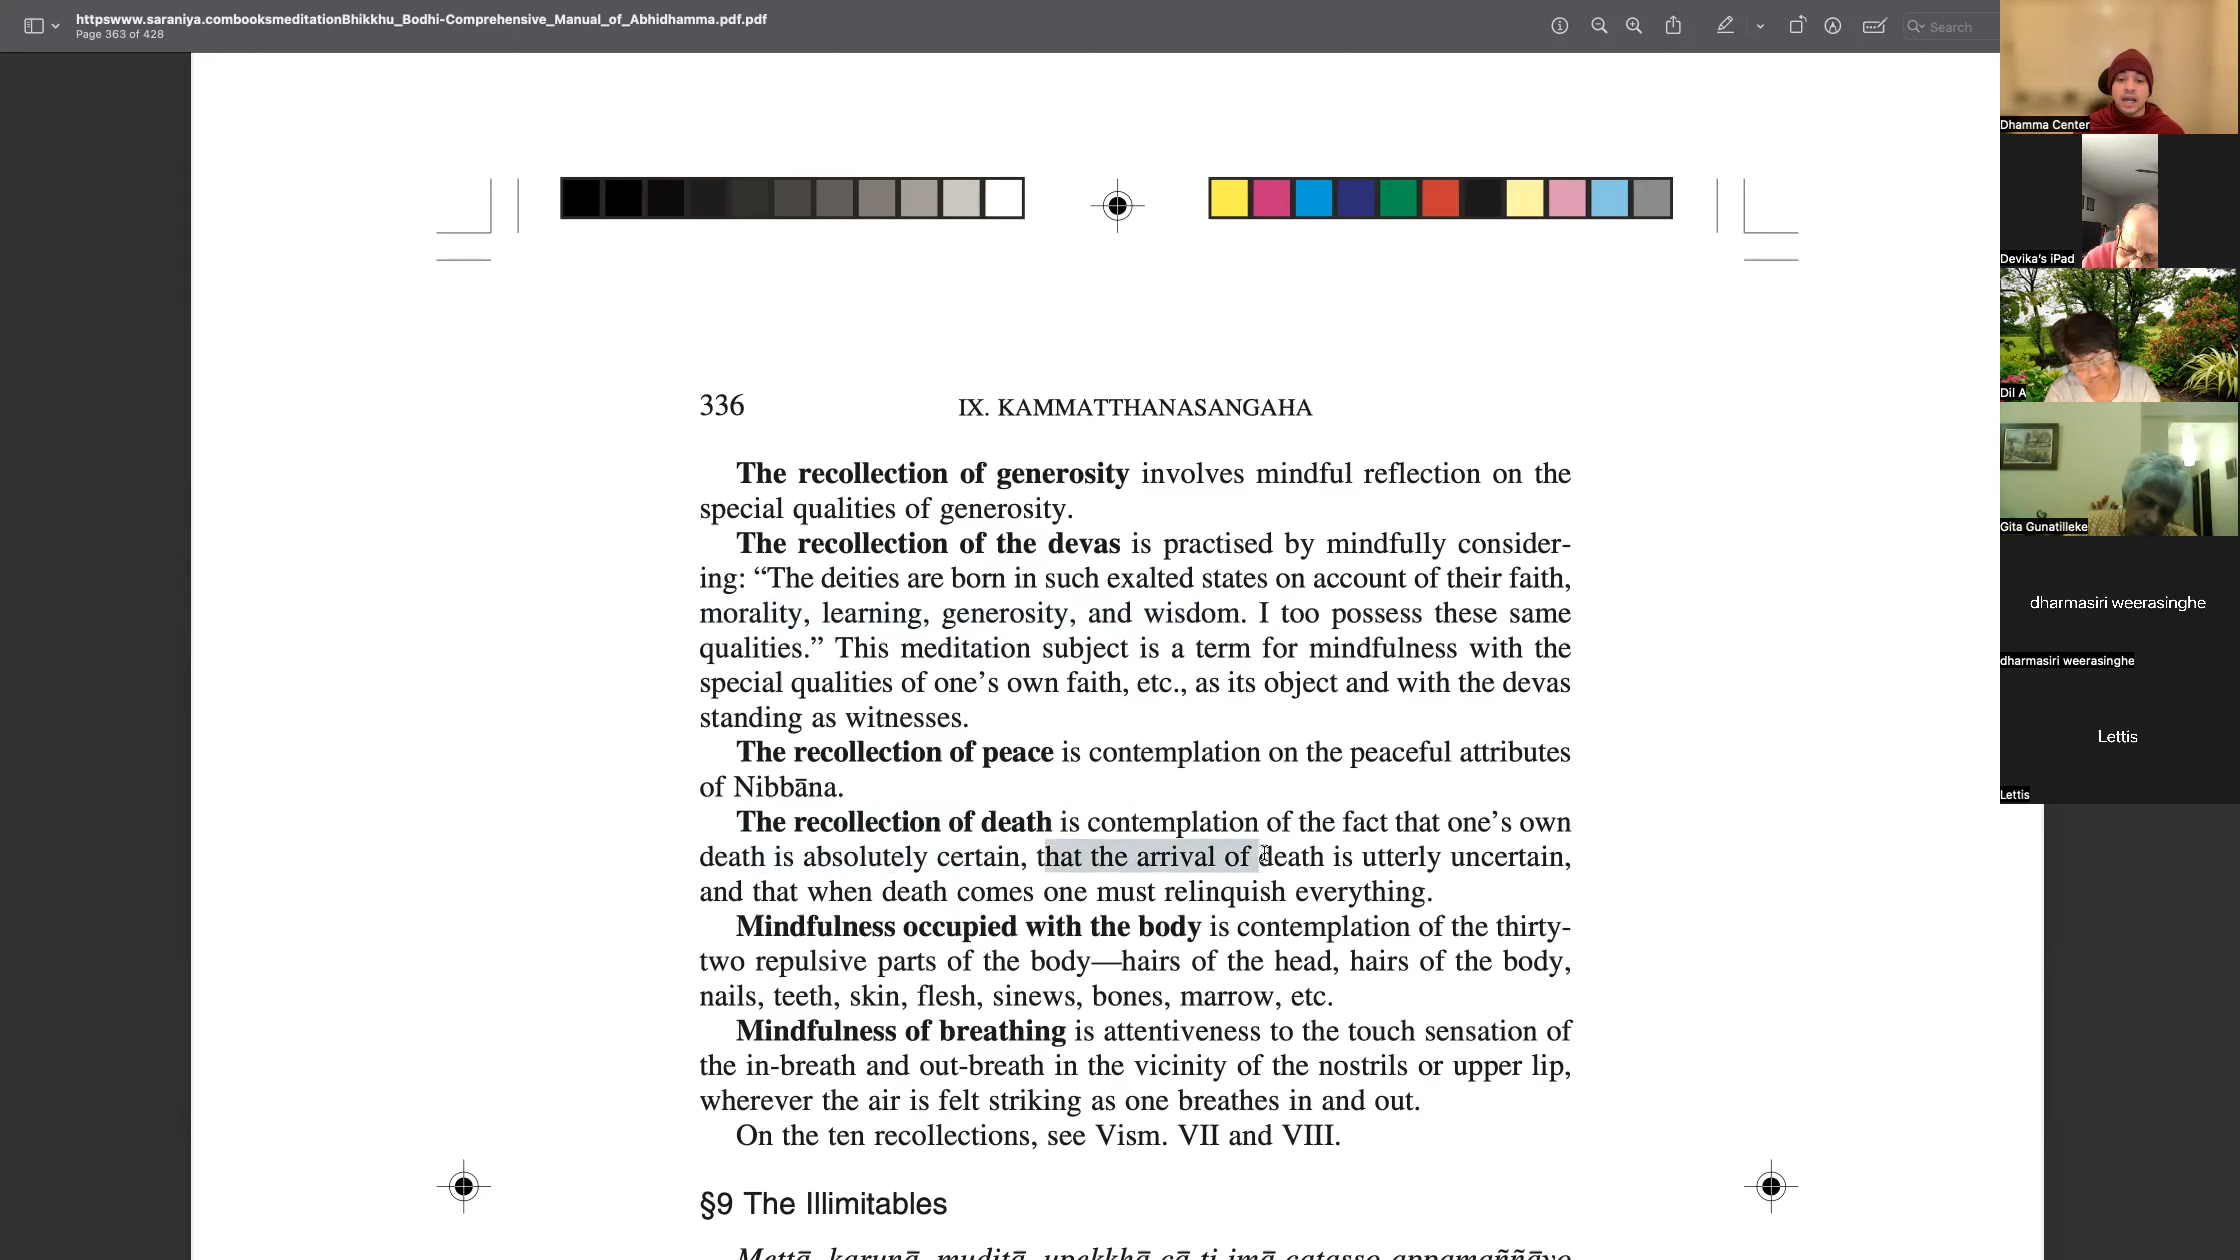 httpswww.saraniya.combooksmeditationBhikkhu_Bodhi-Comprehensive_Manual_of_Abhidhamma.pdf.pdf
Page 363 of 428
Search
336
IX. KAMMATTHANASANGAHA
The recollection of generosity involves mindful reflection on the
special qualities of generosity.
The recollection of the devas is practised by mindfully consider-
ing: “The deities are born in such exalted states on account of their faith,
morality, learning, generosity, and wisdom. I too possess these same
qualities.” This meditation subject is a term for mindfulness with the
special qualities of one’s own faith, etc., as its object and with the devas
standing as witnesses.
The recollection of peace is contemplation on the peaceful attributes
of Nibbāna.
The recollection of death is contemplation of the fact that one’s own
death is absolutely certain, that the arrival of death is utterly uncertain,
and that when death comes one must relinquish everything.
Mindfulness occupied with the body is contemplation of the thirty-
two repulsive parts of the body—hairs of the head, hairs of the body,
nails, teeth, skin, flesh, sinews, bones, marrow, etc.
Mindfulness of breathing is attentiveness to the touch sensation of
the in-breath and out-breath in the vicinity of the nostrils or upper lip,
wherever the air is felt striking as one breathes in and out.
On the ten recollections, see Vism. VII and VIII.
§9 The Illimitables
Mettā, karuṇā, muditā, upekkhā cā ti imā catasso appamaññāyo
Dhamma Center
Devika’s iPad
Dil A
Gita Gunatilleke
dharmasiri weerasinghe
dharmasiri weerasinghe
Lettis
Lettis